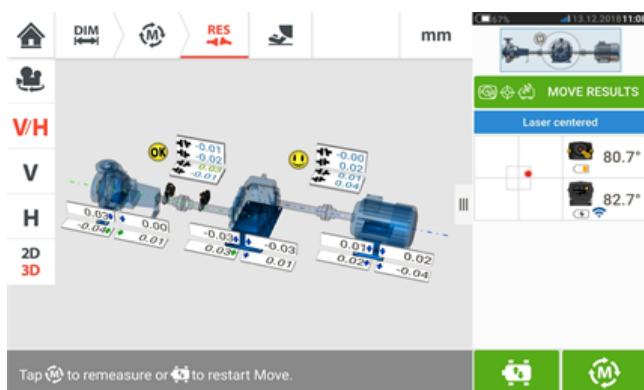 67%
13.12.2018 11:08
DIM
M
RES
mm
MOVE RESULTS
Laser centered
80.7°
82.7°
V/H
V
H
2D
3D
OK
-0.01
-0.02
0.03
-0.01
-0.00
0.02
0.01
0.04
0.03 0.00
-0.04 0.01
-0.03 -0.03
0.03 0.01
0.01 0.02
0.02 -0.04
Tap M to remeasure or to restart Move.
M